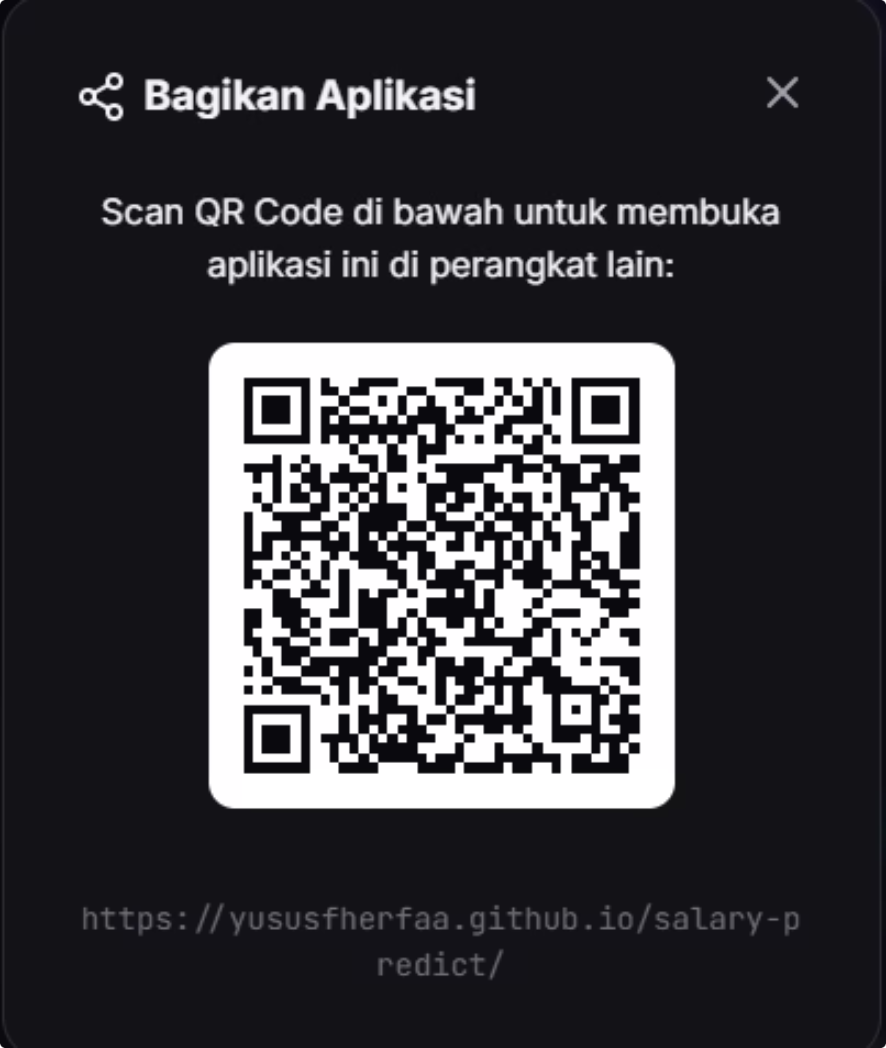 Bagikan Aplikasi
Scan QR Code di bawah untuk membuka
aplikasi ini di perangkat lain:
https://yususfherfaa.github.io/salary-p
redict/